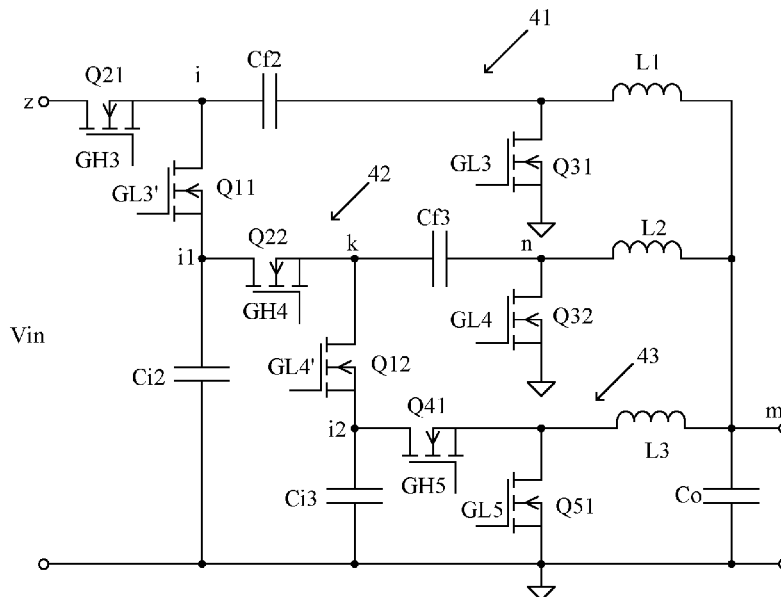 41
L1
Cf2
Q21
i
z
GH3
GL3
Q31
GL3'
Q11
42
Cf3
L2
Q22
k
n
i1
GH4
GL4
Q32
Vin
Ci2
GL4'
Q12
43
Q41
i2
m
L3
GH5
Ci3
GL5
Q51
Co